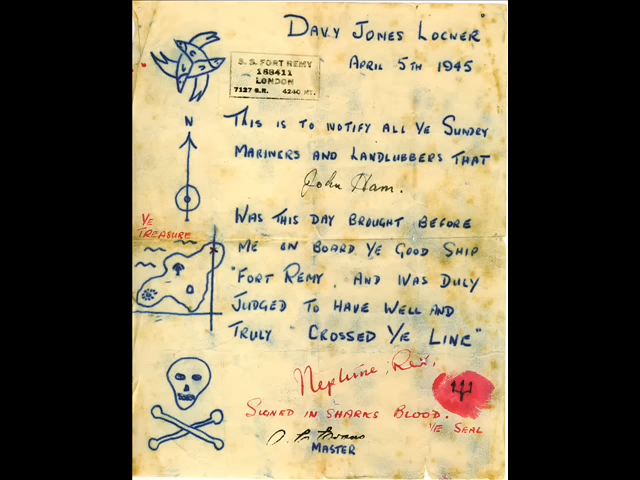 "Davy Jones Locker"
April 5th 1945
S. S. FORT REMY
168411
LONDON
7127 G.R. 4240 NT.
N
This is to notify all Ye Sundry
Mariners and Landlubbers that
John Ham.
Was this day brought before
me on board Ye Good Ship
"Fort Remy, and was duly
judged to have well and
truly "Crossed Ye Line"
Ye
Treasure
X
Neptune, Rex.
Signed in Sharks Blood.
Ye Seal
Master